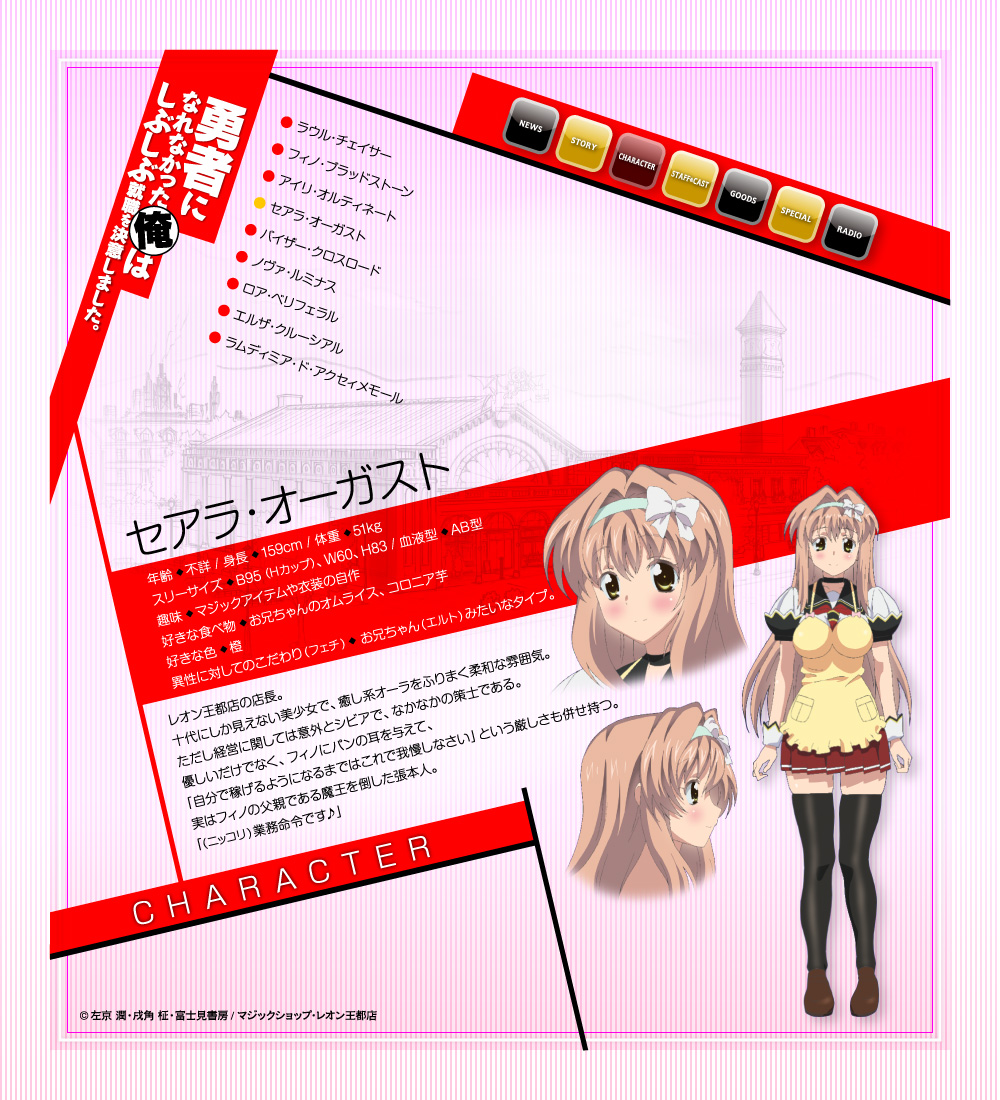 勇者に
なれなかった
俺は
しぶしぶ就職を決意しました。
NEWS
STORY
CHARACTER
STAFF+CAST
GOODS
SPECIAL
RADIO
ラウル・チェイサー
フィノ・ブラッドストーン
アイリ・オルティネート
セアラ・オーガスト
バイザー・クロスロード
ノヴァ・ルミナス
ロア・ペリフェラル
エルザ・クルーシアル
ラムディミア・ド・アクセィメモール
セアラ・オーガスト
年齢◆不詳 / 身長◆159cm / 体重◆51kg
スリーサイズ◆B95 (Hカップ)、W60、H83 / 血液型◆AB型
趣味◆マジックアイテムや衣装の自作
好きな食べ物◆お兄ちゃんのオムライス、コロニア芋
好きな色◆橙
異性に対してのこだわり(フェチ)◆お兄ちゃん(エルト)みたいなタイプ。
レオン王都店の店長。
十代にしか見えない美少女で、癒し系オーラをふりまく柔和な雰囲気。
ただし経営に関しては意外とシビアで、なかなかの策士である。
優しいだけでなく、フィノにパンの耳を与えて、
「自分で稼げるようになるまではこれで我慢しなさい」という厳しさも併せ持つ。
実はフィノの父親である魔王を倒した張本人。
「(ニッコリ)業務命令です♪」
CHARACTER
©左京 潤・戌角 柾・富士見書房 / マジックショップ・レオン王都店